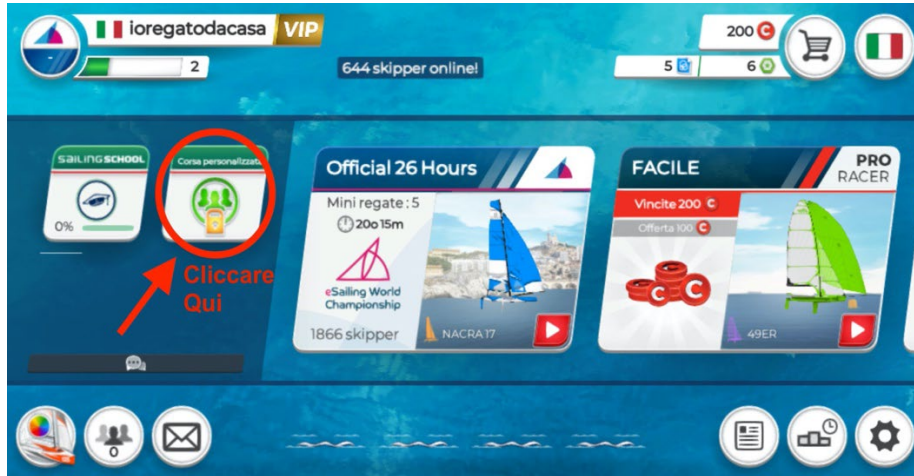 ioregatodacasa VIP
2
644 skipper online!
200 C
5 6
SAILING SCHOOL
0%
Corsa personalizzata
Cliccare
Qui
Official 26 Hours
Mini regate : 5
20o 15m
eSailing World
Championship
1866 skipper
NACRA 17
FACILE
PRO
RACER
Vincite 200 C
Offerta 100 C
C C
49ER
0